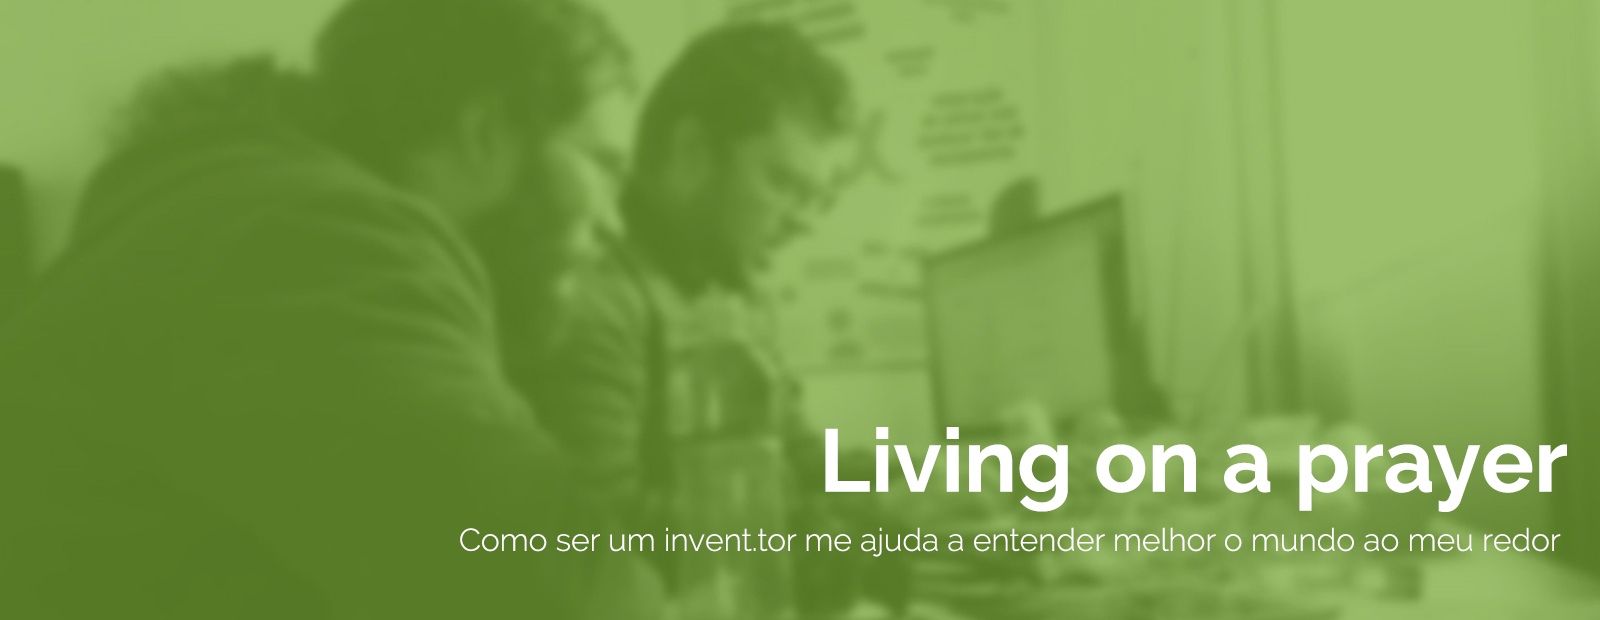 Living on a prayer
Como ser um invent.tor me ajuda a entender melhor o mundo ao meu redor